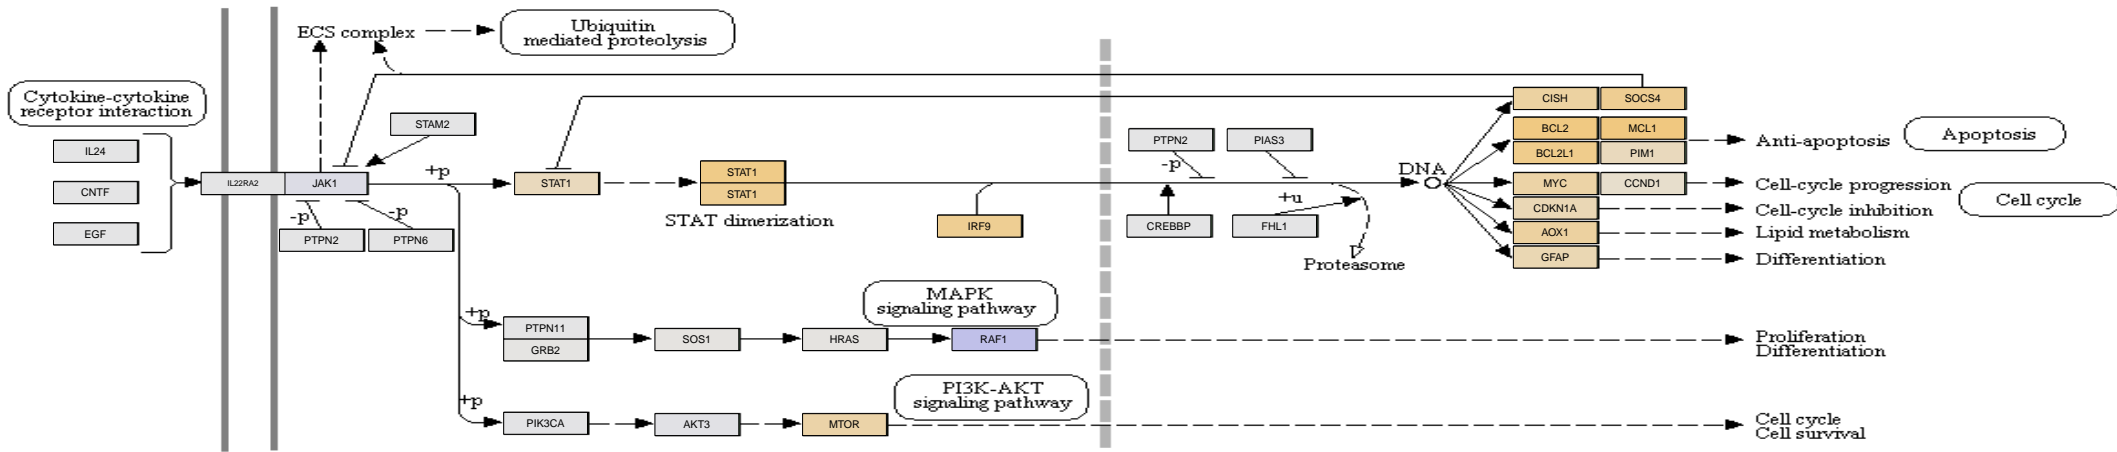 Ubiquitin
mediated proteolysis
ECS complex
Cytokine-cytokine
receptor interaction
CISH
SOCS4
STAM2
BCL2
MCL1
PTPN2
PIAS3
Anti-apoptosis
Apoptosis
IL24
BCL2L1
PIM1
-p
DNA
+p
STAT1
IL22RA2
JAK1
STAT1
STAT1
MYC
CCND1
Cell-cycle progression
CNTF
+u
Cell cycle
CDKN1A
Cell-cycle inhibition
-p
-p
STAT dimerization
IRF9
CREBBP
FHL1
AOX1
Lipid metabolism
EGF
PTPN2
PTPN6
GFAP
Differentiation
Proteasome
MAPK
signaling pathway
+p
PTPN11
GRB2
SOS1
HRAS
RAF1
Proliferation
Differentiation
PI3K-AKT
signaling pathway
+p
PIK3CA
AKT3
MTOR
Cell cycle
Cell survival